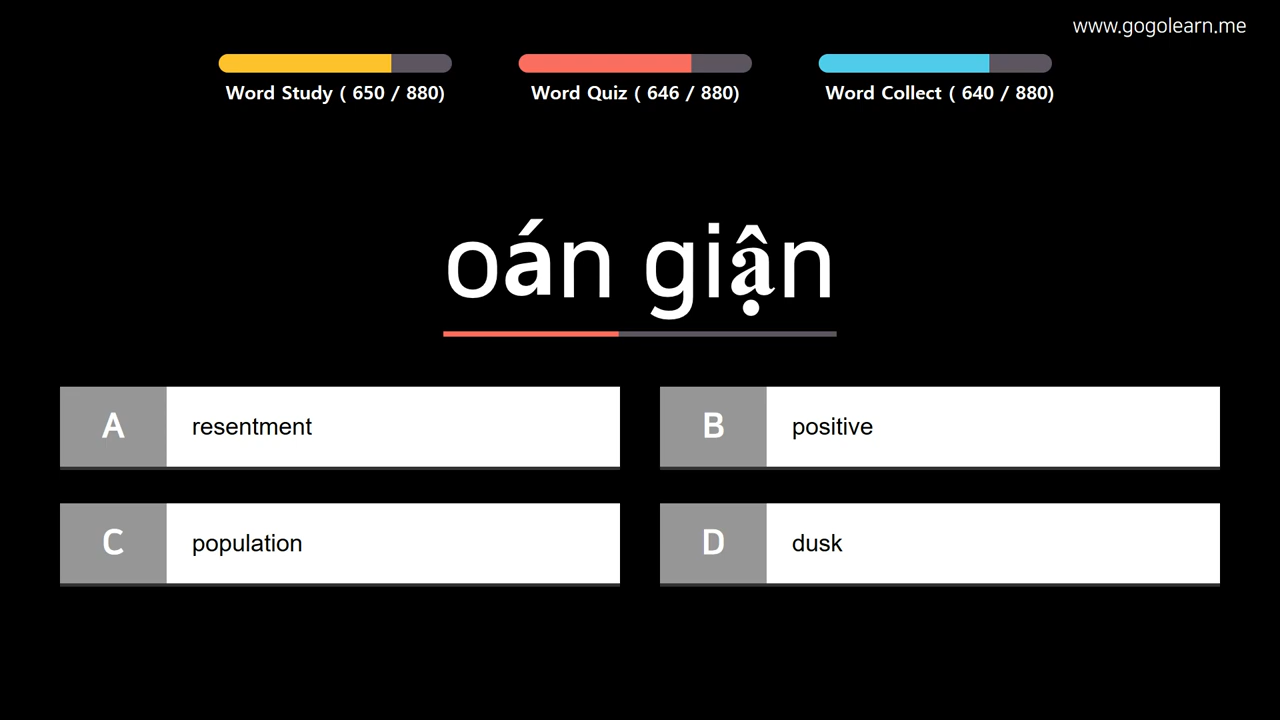 www.gogolearn.me
Word Study ( 650 / 880)
Word Quiz ( 646 / 880)
Word Collect ( 640 / 880)
oán giận
A resentment
B positive
C population
D dusk